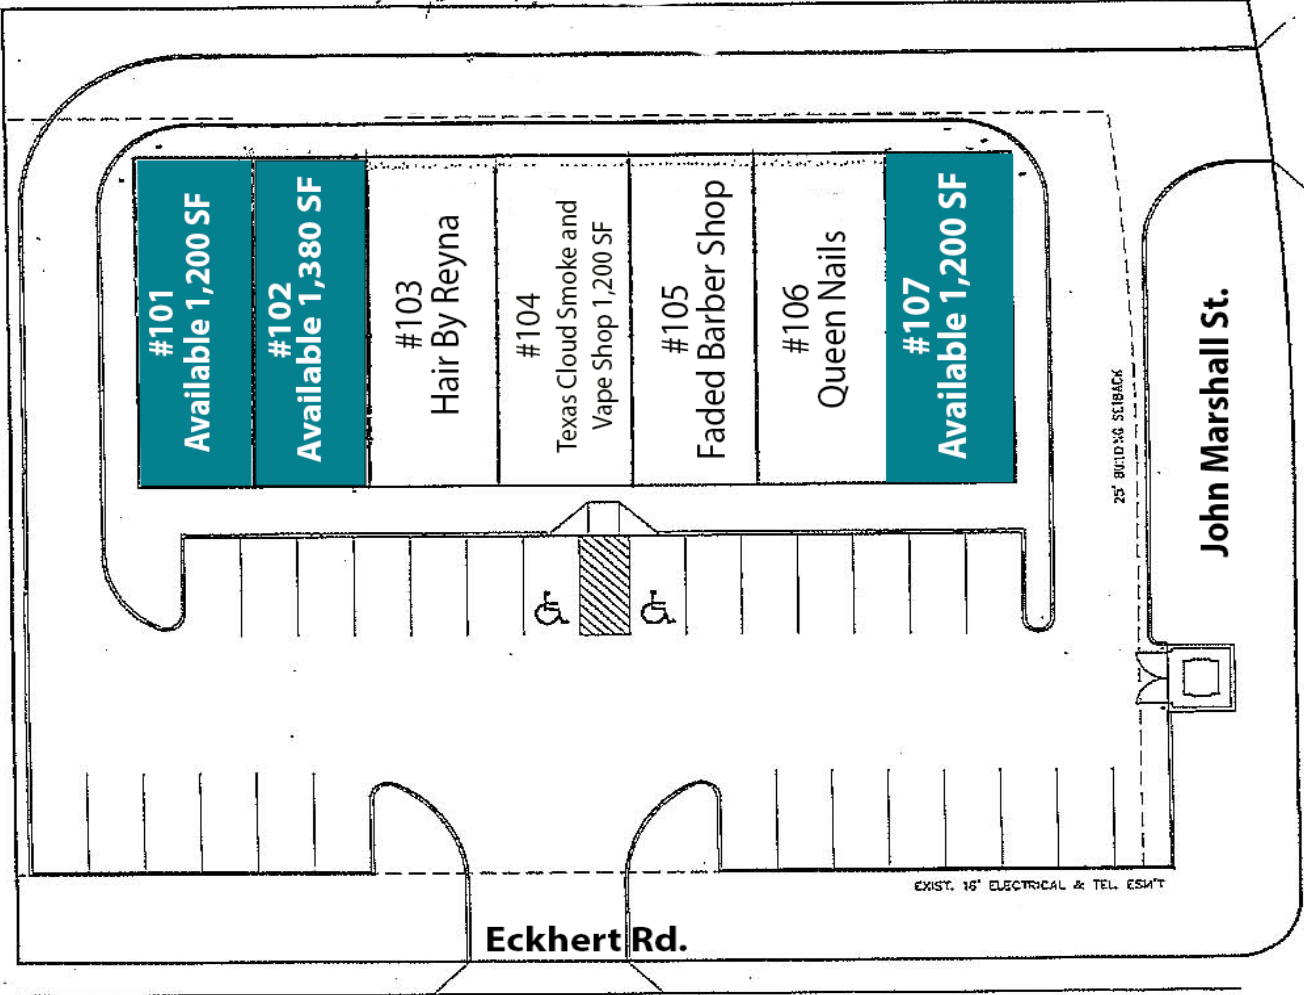 #101
Available 1,200 SF
#102
Available 1,380 SF
#103
Hair By Reyna
#104
Texas Cloud Smoke and
Vape Shop 1,200 SF
#105
Faded Barber Shop
#106
Queen Nails
#107
Available 1,200 SF
25' BUILDING SETBACK
John Marshall St.
EXIST. 16' ELECTRICAL & TEL. ESM'T
Eckhert Rd.